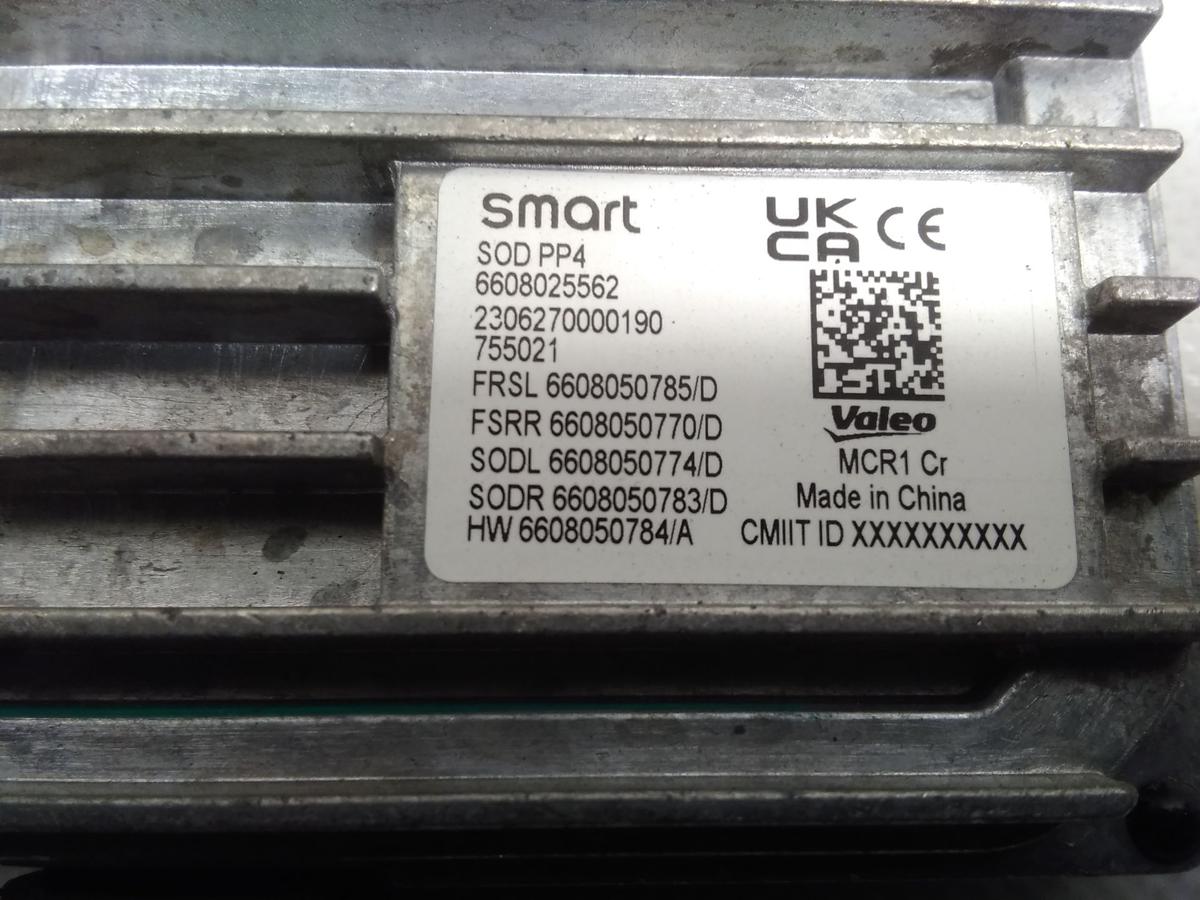 smart
SOD PP4
6608025562
2306270000190
755021
FRSL 6608050785/D
FSRR 6608050770/D
SODL 6608050774/D
SODR 6608050783/D
HW 6608050784/A
UK
CA
CE
Valeo
MCR1 Cr
Made in China
CMIIT ID XXXXXXXXXX